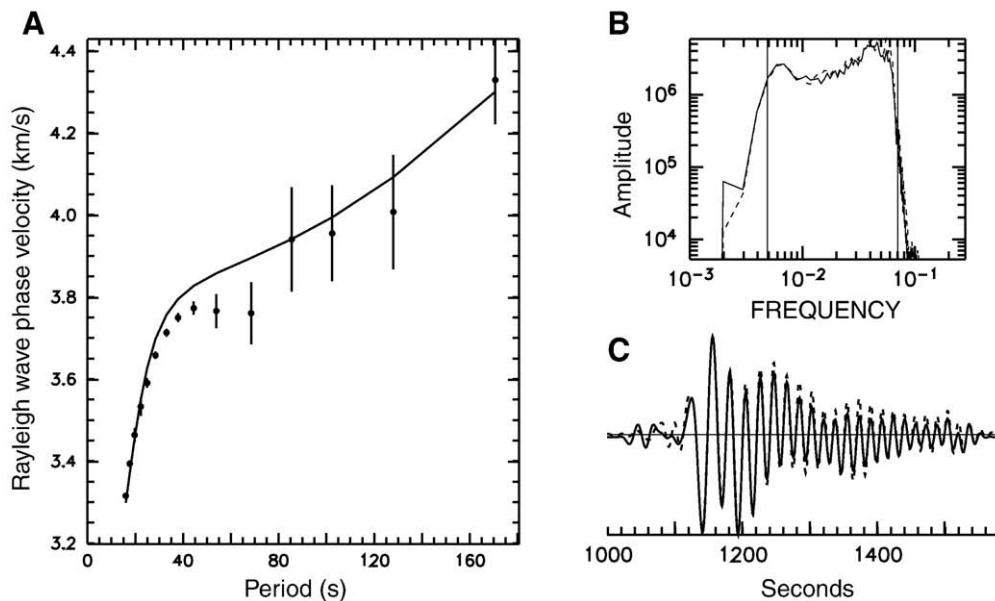 A
Rayleigh wave phase velocity (km/s)
4.4
4.2
4.0
3.8
3.6
3.4
3.2
0 40 80 120 160
Period (s)
B
Amplitude
10^6
10^5
10^4
10^-3 10^-2 10^-1
FREQUENCY
C
1000 1200 1400
Seconds